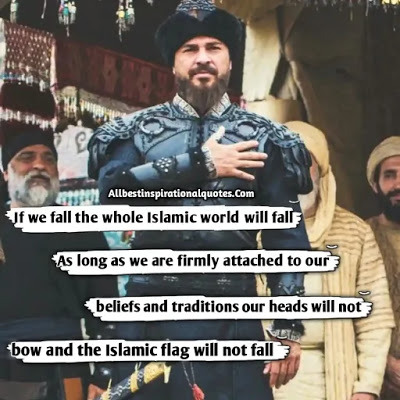 Allbestinspirationalquotes.Com
If we fall the whole Islamic world will fall
As long as we are firmly attached to our
beliefs and traditions our heads will not
bow and the Islamic flag will not fall